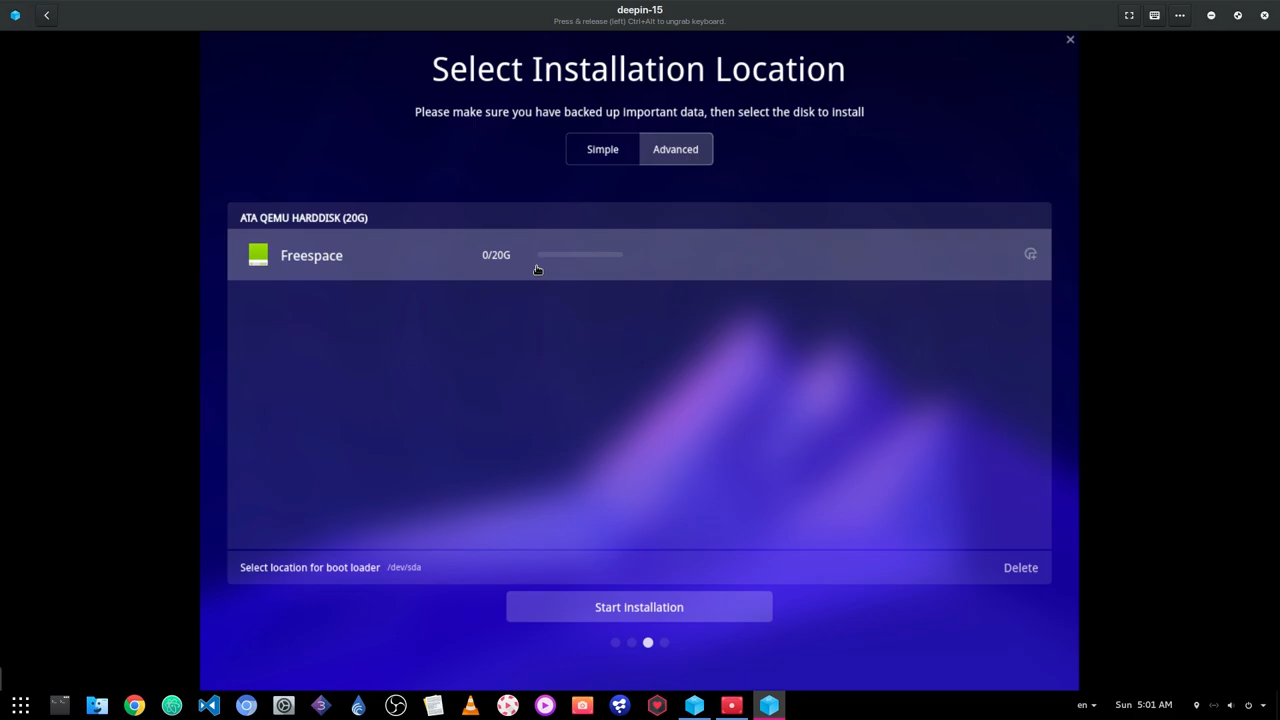 deepin-15
Press & release (left) Ctrl+Alt to ungrab keyboard.
Select Installation Location
Please make sure you have backed up important data, then select the disk to install
Simple Advanced
ATA QEMU HARDDISK (20G)
Freespace 0/20G
Select location for boot loader /dev/sda Delete
Start installation
en Sun. 5:01 AM